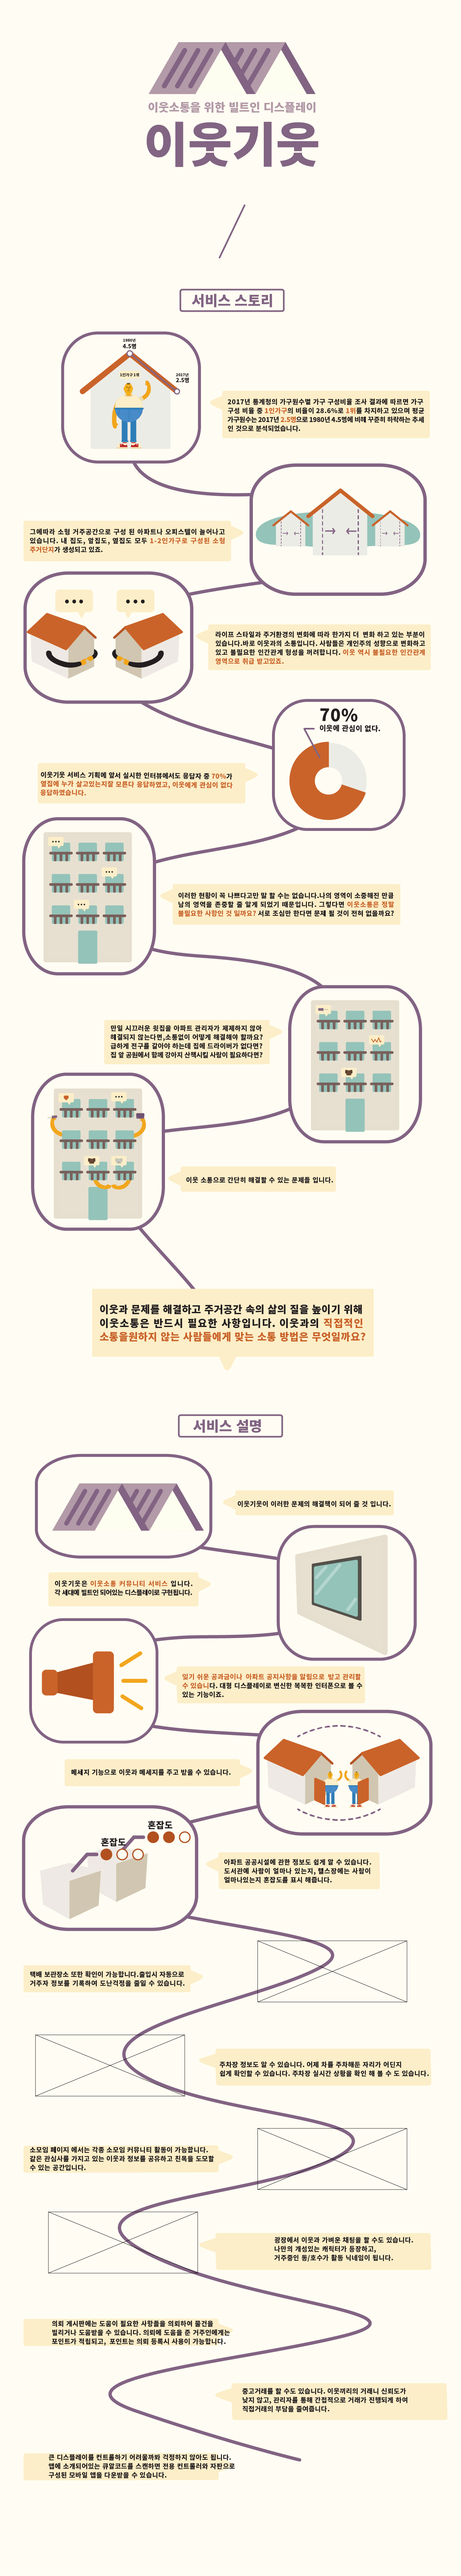 이웃소통을 위한 빌트인 디스플레이
이웃기웃
서비스 스토리
1980년
4.5명
1인가구 1위
2017년
2.5명
2017년 통계청의 가구원수별 가구 구성비율 조사 결과에 따르면 가구
구성 비율 중 1인가구의 비율이 28.6%로 1위를 차지하고 있으며 평균
가구원수는 2017년 2.5명으로 1980년 4.5명에 비해 꾸준히 하락하는 추세
인 것으로 분석되었습니다.
그에따라 소형 거주공간으로 구성 된 아파트나 오피스텔이 늘어나고
있습니다. 내 집도, 앞집도, 옆집도 모두 1-2인가구로 구성된 소형
주거단지가 생성되고 있죠.
라이프 스타일과 주거환경의 변화에 따라 한가지 더 변화 하고 있는 부분이
있습니다.바로 이웃과의 소통입니다. 사람들은 개인주의 성향으로 변화하고
있고 불필요한 인간관계 형성을 꺼려합니다. 이웃 역시 불필요한 인간관계
영역으로 취급 받고있죠.
70%
이웃에 관심이 없다.
이웃기웃 서비스 기획에 앞서 실시한 인터뷰에서도 응답자 중 70%가
옆집에 누가 살고있는지잘 모른다 응답하였고, 이웃에게 관심이 없다
응답하였습니다.
이러한 현황이 꼭 나쁘다고만 말 할 수는 없습니다.나의 영역이 소중해진 만큼
남의 영역을 존중할 줄 알게 되었기 때문입니다. 그렇다면 이웃소통은 정말
불필요한 사항인 것 일까요? 서로 조심만 한다면 문제 될 것이 전혀 없을까요?
만일 시끄러운 윗집을 아파트 관리자가 제제하지 않아
해결되지 않는다면,소통없이 어떻게 해결해야 할까요?
급하게 전구를 갈아야 하는데 집에 드라이버가 없다면?
집 앞 공원에서 함께 강아지 산책시킬 사람이 필요하다면?
이웃 소통으로 간단히 해결할 수 있는 문제들 입니다.
이웃과 문제를 해결하고 주거공간 속의 삶의 질을 높이기 위해
이웃소통은 반드시 필요한 사항입니다. 이웃과의 직접적인
소통을원하지 않는 사람들에게 맞는 소통 방법은 무엇일까요?
서비스 설명
이웃기웃이 이러한 문제의 해결책이 되어 줄 것 입니다.
이웃기웃은 이웃소통 커뮤니티 서비스 입니다.
각 세대에 빌트인 되어있는 디스플레이로 구현됩니다.
잊기 쉬운 공과금이나 아파트 공지사항을 알림으로 받고 관리할
수 있습니다. 대형 디스플레이로 변신한 똑똑한 인터폰으로 볼 수
있는 기능이죠.
메세지 기능으로 이웃과 메세지를 주고 받을 수 있습니다.
혼잡도
혼잡도
아파트 공공시설에 관한 정보도 쉽게 알 수 있습니다.
도서관에 사람이 얼마나 있는지, 헬스장에는 사람이
얼마나있는지 혼잡도를 표시 해줍니다.
택배 보관장소 또한 확인이 가능합니다.출입시 자동으로
거주자 정보를 기록하여 도난걱정을 줄일 수 있습니다.
주차장 정보도 알 수 있습니다. 어제 차를 주차해둔 자리가 어딘지
쉽게 확인할 수 있습니다. 주차장 실시간 상황을 확인 해 볼 수 도 있습니다.
소모임 페이지 에서는 각종 소모임 커뮤니티 활동이 가능합니다.
같은 관심사를 가지고 있는 이웃과 정보를 공유하고 친목을 도모할
수 있는 공간입니다.
광장에서 이웃과 가벼운 채팅을 할 수도 있습니다.
나만의 개성있는 캐릭터가 등장하고,
거주중인 동/호수가 활동 닉네임이 됩니다.
의뢰 게시판에는 도움이 필요한 사항들을 의뢰하여 물건을
빌리거나 도움받을 수 있습니다. 의뢰에 도움을 준 거주민에게는
포인트가 적립되고, 포인트는 의뢰 등록시 사용이 가능합니다.
중고거래를 할 수도 있습니다. 이웃끼리의 거래니 신뢰도가
낮지 않고, 관리자를 통해 간접적으로 거래가 진행되게 하여
직접거래의 부담을 줄여줍니다.
큰 디스플레이를 컨트롤하기 어려울까봐 걱정하지 않아도 됩니다.
앱에 소개되어있는 큐알코드를 스캔하면 전용 컨트롤러와 자판으로
구성된 모바일 앱을 다운받을 수 있습니다.